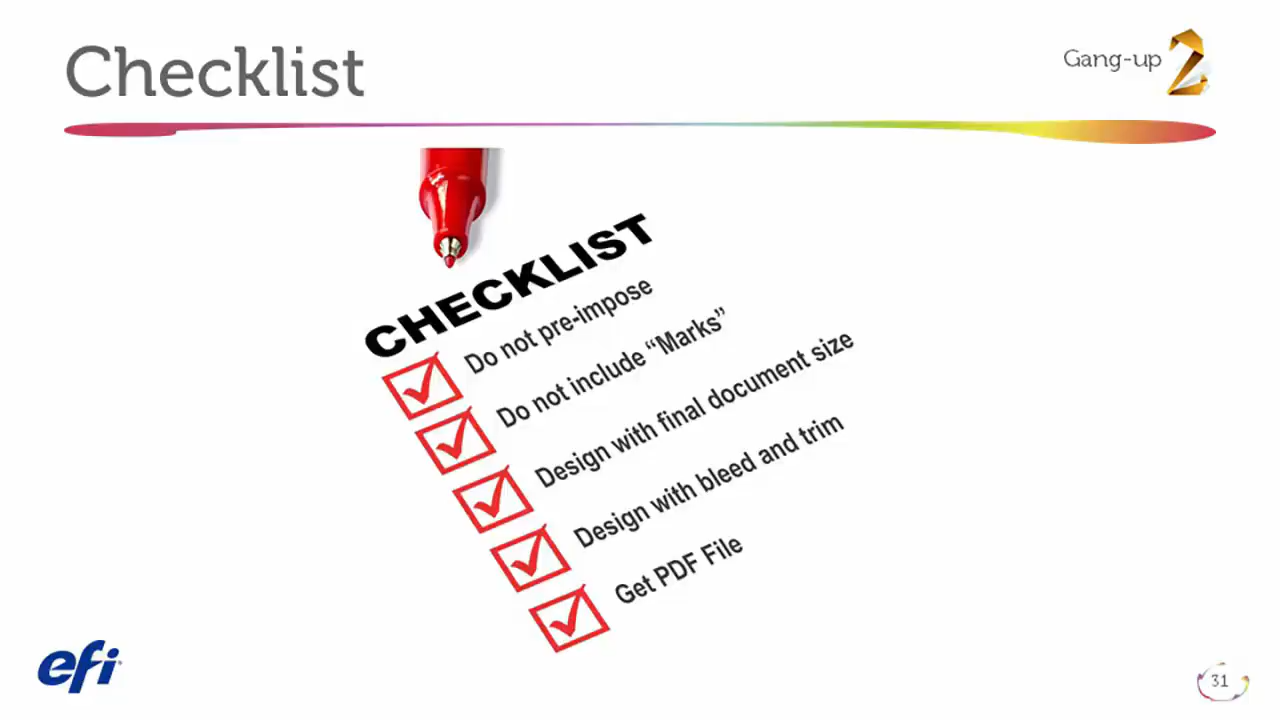 Checklist
Gang-up 2
CHECKLIST
Do not pre-impose
Do not include “Marks”
Design with final document size
Design with bleed and trim
Get PDF File
efi
31